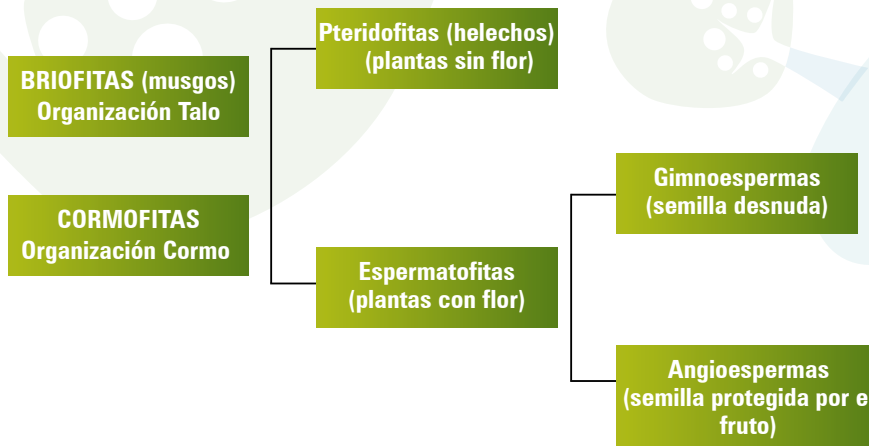 BRIOFITAS (musgos)
Organización Talo
CORMOFITAS
Organización Cormo
Pteridofitas (helechos)
(plantas sin flor)
Espermatofitas
(plantas con flor)
Gimnoespermas
(semilla desnuda)
Angioespermas
(semilla protegida por e
fruto)